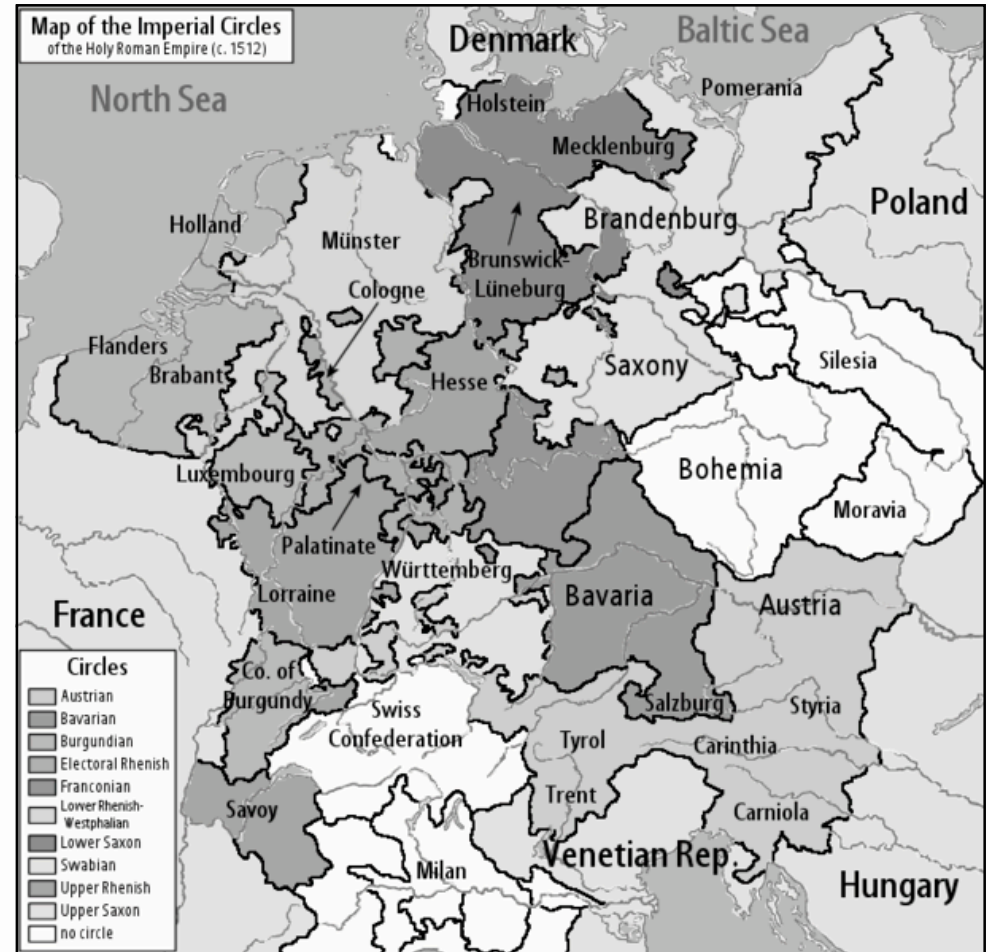 Map of the Imperial Circles
of the Holy Roman Empire (c. 1512)
Denmark
Baltic Sea
North Sea
Pomerania
Holstein
Mecklenburg
Poland
Holland
Brandenburg
Münster
Brunswick-
Lüneburg
Cologne
Flanders
Brabant
Hesse
Saxony
Silesia
Luxembourg
Bohemia
Moravia
Palatinate
Württemberg
Lorraine
Bavaria
Austria
France
Co. of
Burgundy
Swiss
Confederation
Salzburg
Styria
Tyrol
Carinthia
Trent
Carniola
Savoy
Milan
Venetian Rep.
Hungary
Circles
Austrian
Bavarian
Burgundian
Electoral Rhenish
Franconian
Lower Rhenish-
Westphalian
Lower Saxon
Swabian
Upper Rhenish
Upper Saxon
no circle